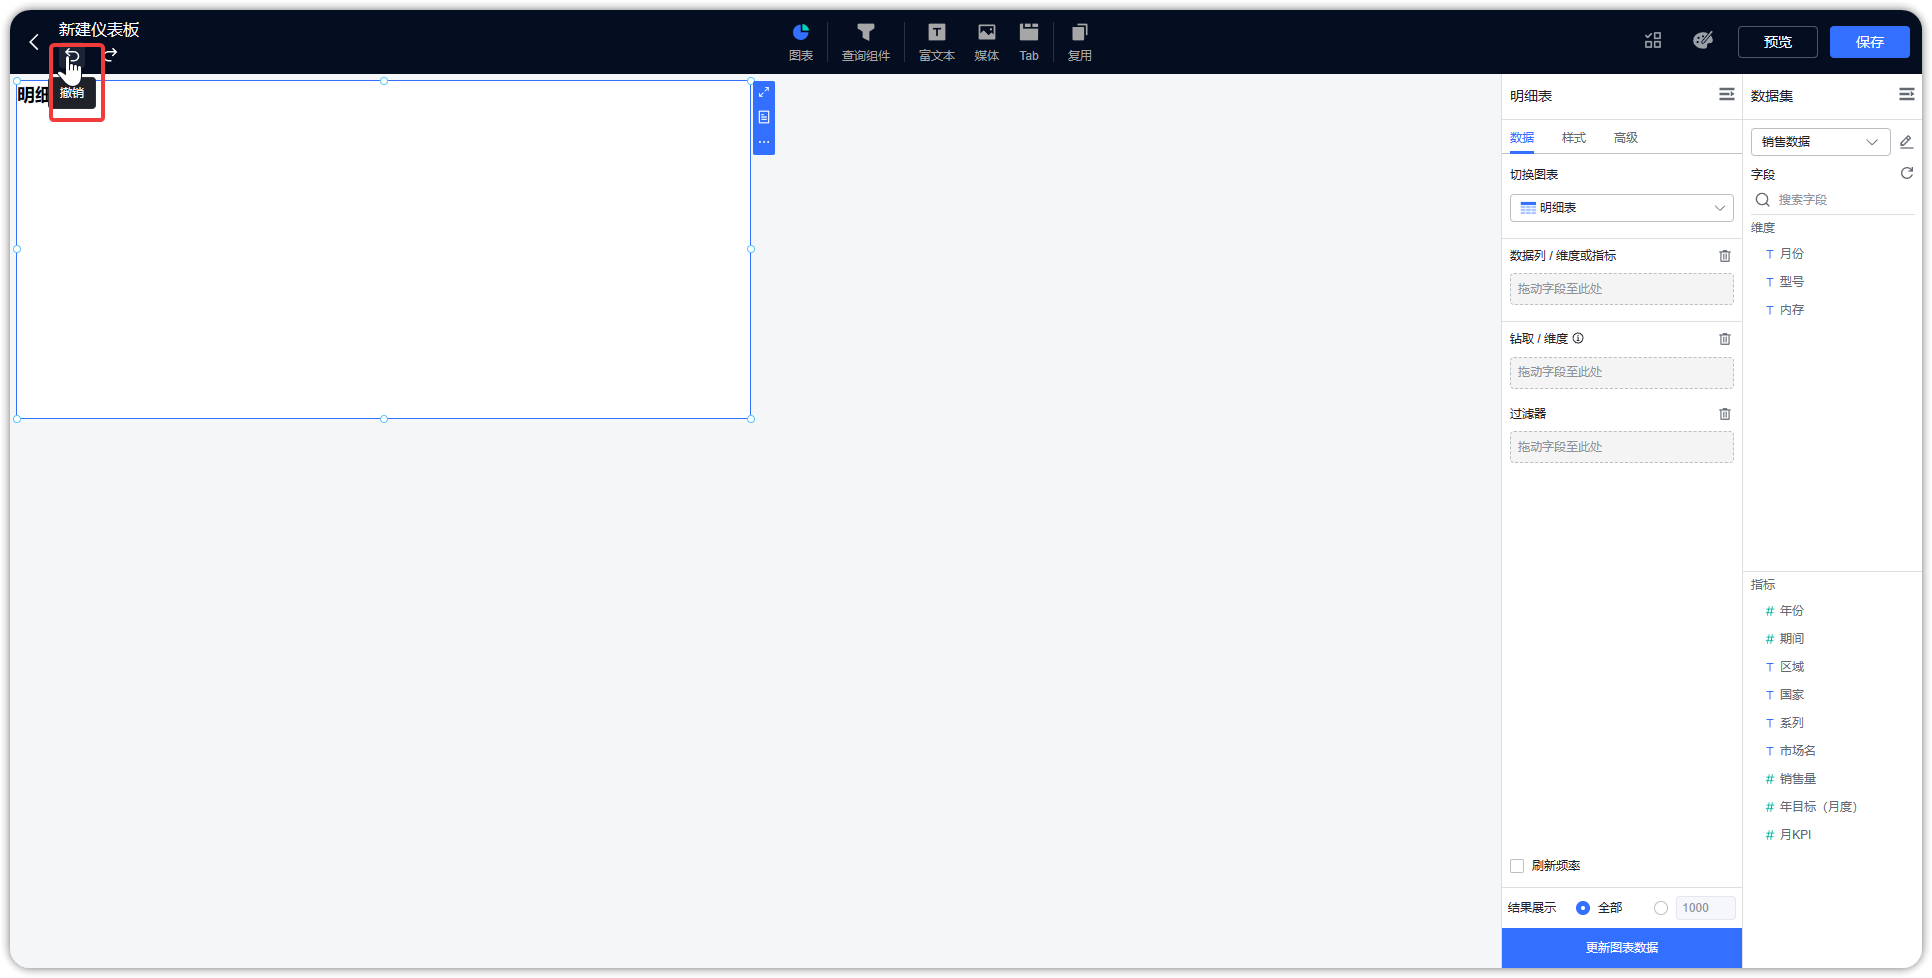 新建仪表板
图表
查询组件
富文本
媒体
Tab
复用
预览
保存
撤销
明细
明细表
数据
样式
高级
切换图表
明细表
数据列 / 维度或指标
拖动字段至此处
钻取 / 维度
拖动字段至此处
过滤器
拖动字段至此处
刷新频率
结果展示
全部
1000
更新图表数据
数据集
销售数据
字段
搜索字段
维度
T 月份
T 型号
T 内存
指标
# 年份
# 期间
T 区域
T 国家
T 系列
T 市场名
# 销售量
# 年目标（月度）
# 月KPI